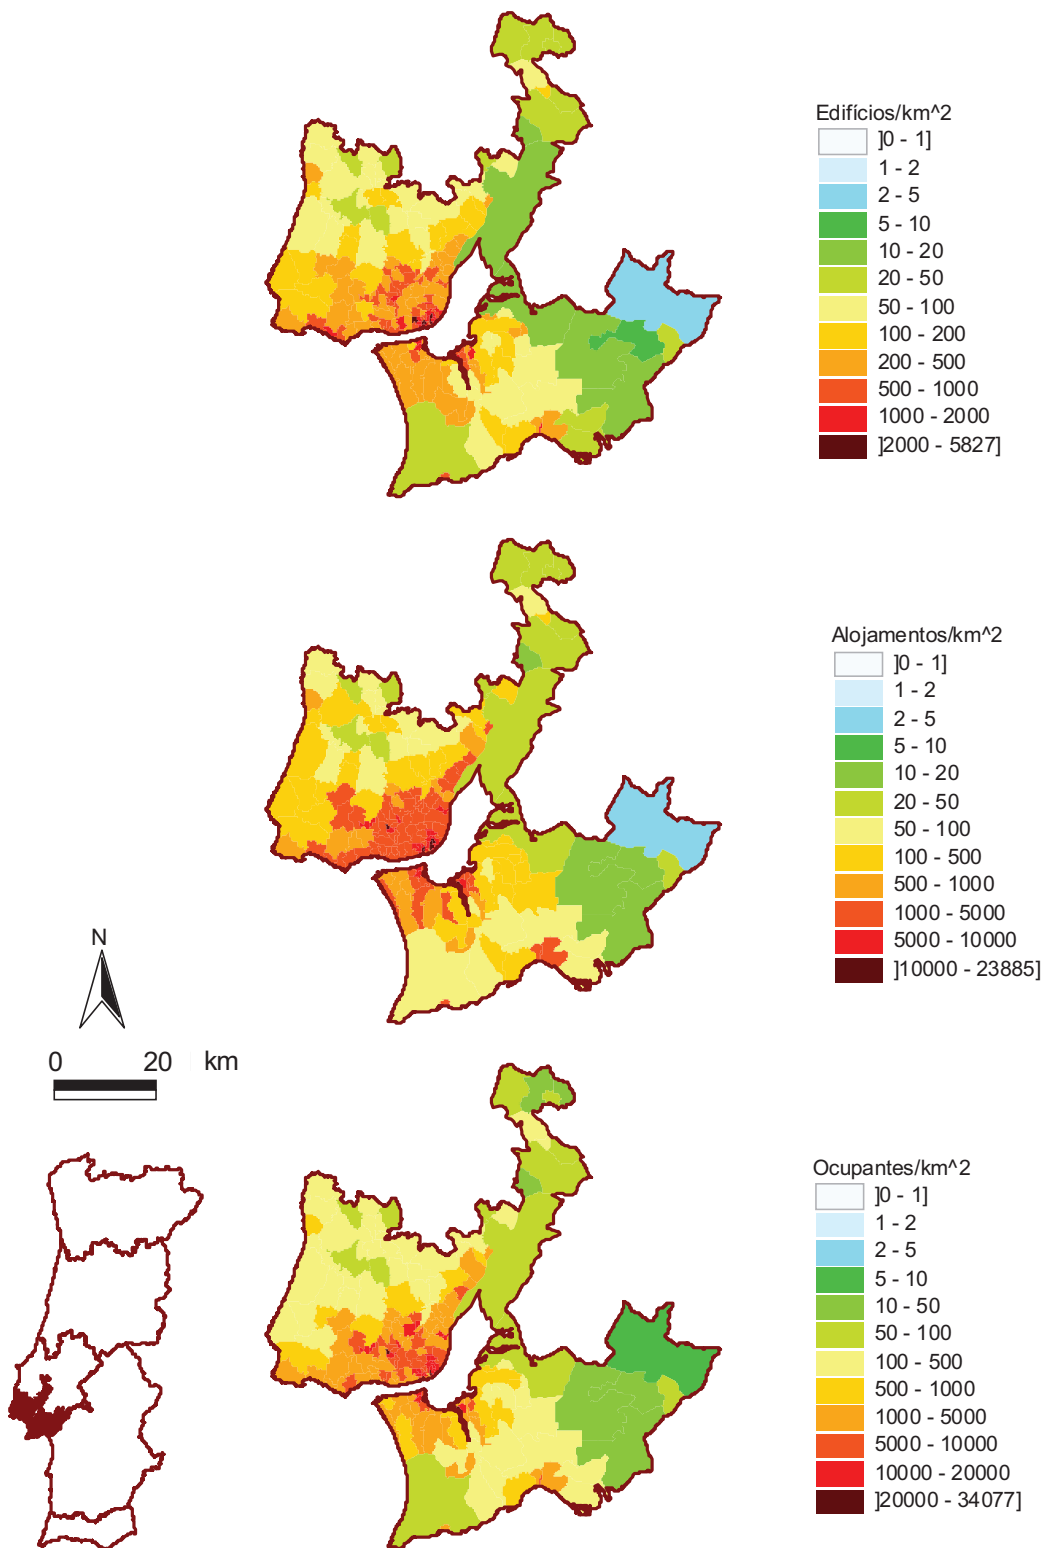 Edifícios/km^2
]0 - 1]
1 - 2
2 - 5
5 - 10
10 - 20
20 - 50
50 - 100
100 - 200
200 - 500
500 - 1000
1000 - 2000
]2000 - 5827]
Alojamentos/km^2
]0 - 1]
1 - 2
2 - 5
5 - 10
10 - 20
20 - 50
50 - 100
100 - 500
500 - 1000
1000 - 5000
5000 - 10000
]10000 - 23885]
N
0 20 km
Ocupantes/km^2
]0 - 1]
1 - 2
2 - 5
5 - 10
10 - 50
50 - 100
100 - 500
500 - 1000
1000 - 5000
5000 - 10000
10000 - 20000
]20000 - 34077]